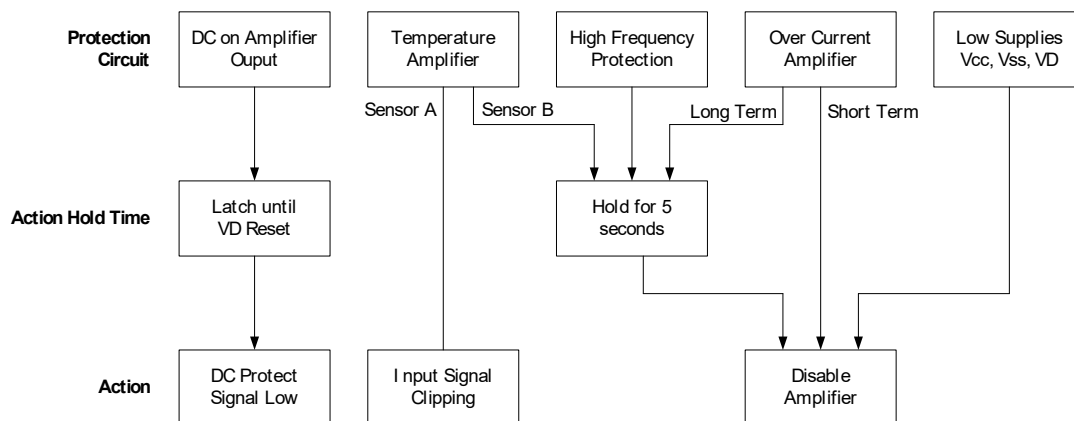 Protection
Circuit
DC on Amplifier
Ouput
Temperature
Amplifier
High Frequency
Protection
Over Current
Amplifier
Low Supplies
Vcc, Vss, VD
Sensor A
Sensor B
Long Term
Short Term
Action Hold Time
Latch until
VD Reset
Hold for 5
seconds
Action
DC Protect
Signal Low
Input Signal
Clipping
Disable
Amplifier